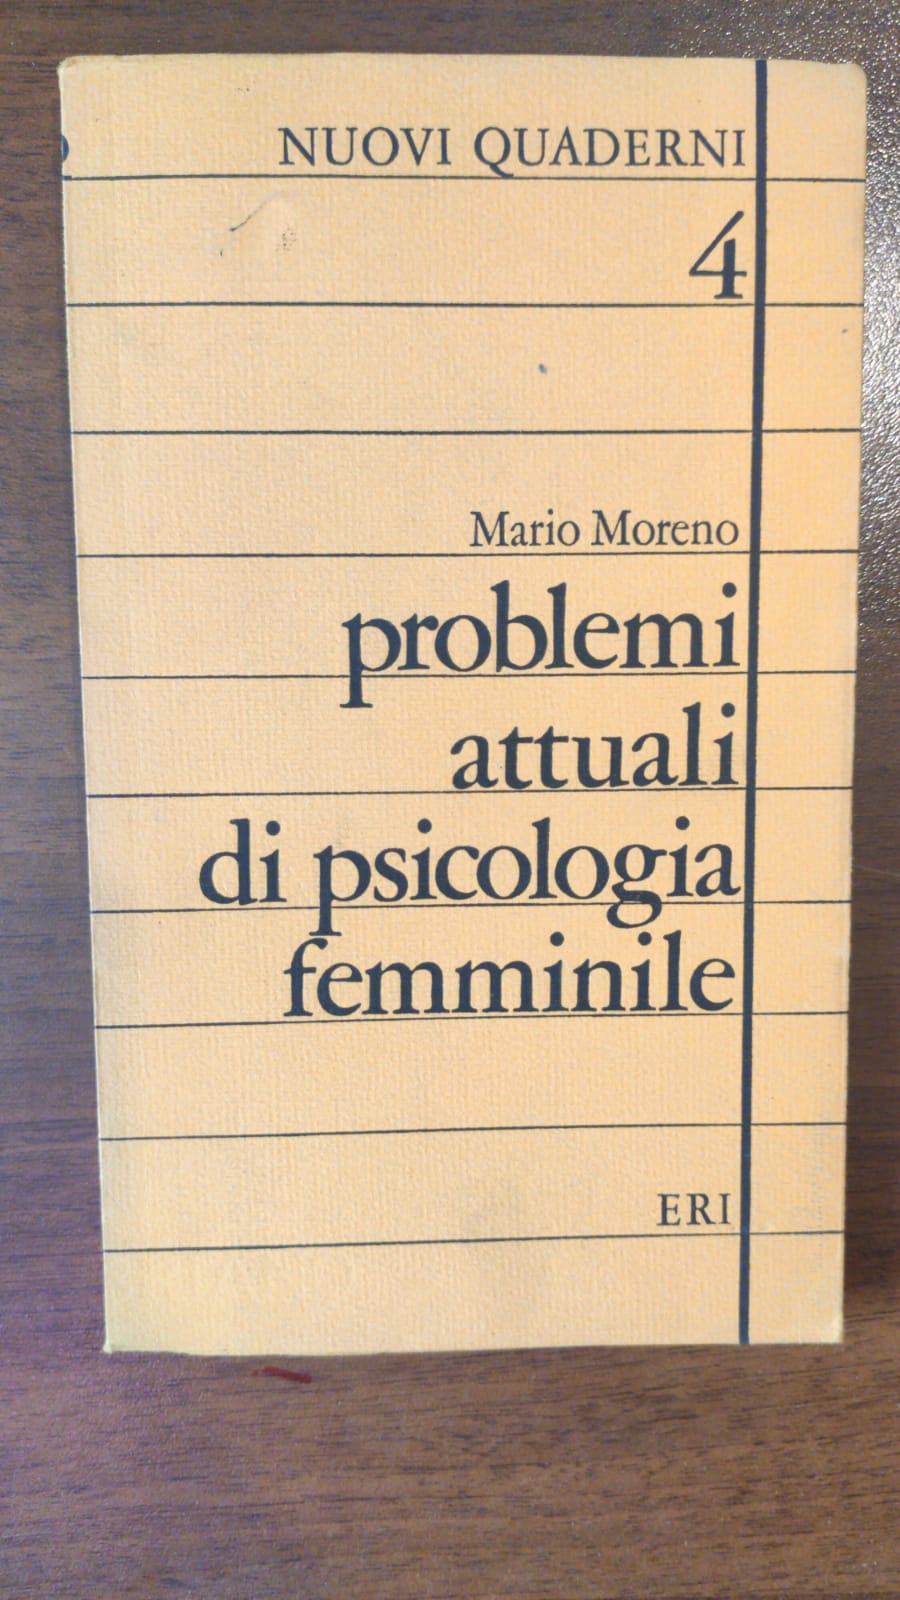 NUOVI QUADERNI
4
Mario Moreno
problemi
attuali
di psicologia
femminile
ERI